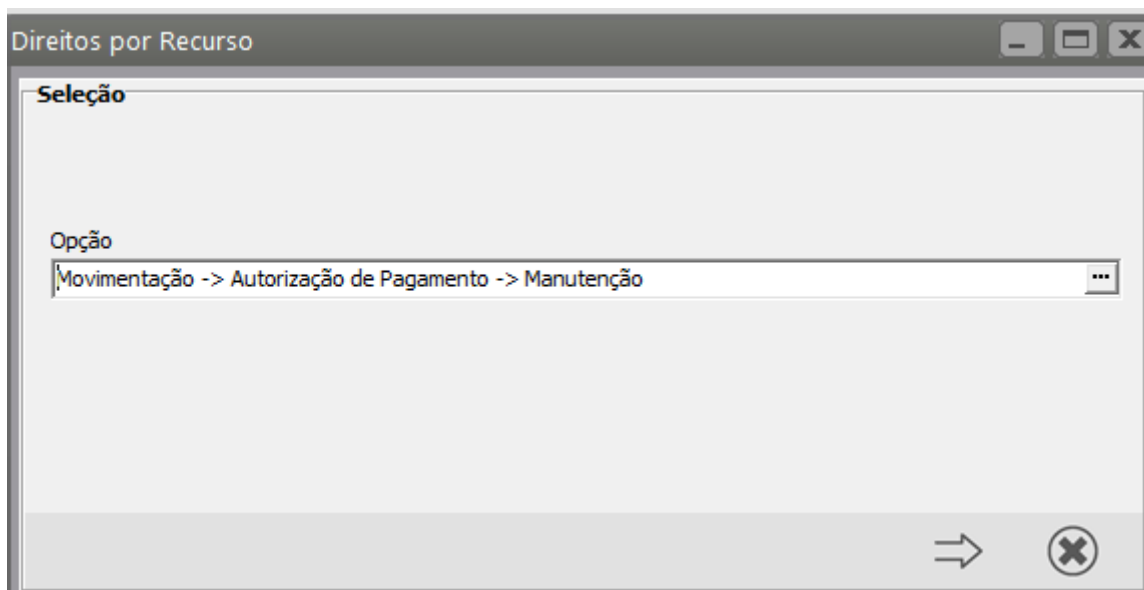 Direitos por Recurso
Seleção
Opção
Movimentação -> Autorização de Pagamento -> Manutenção
...